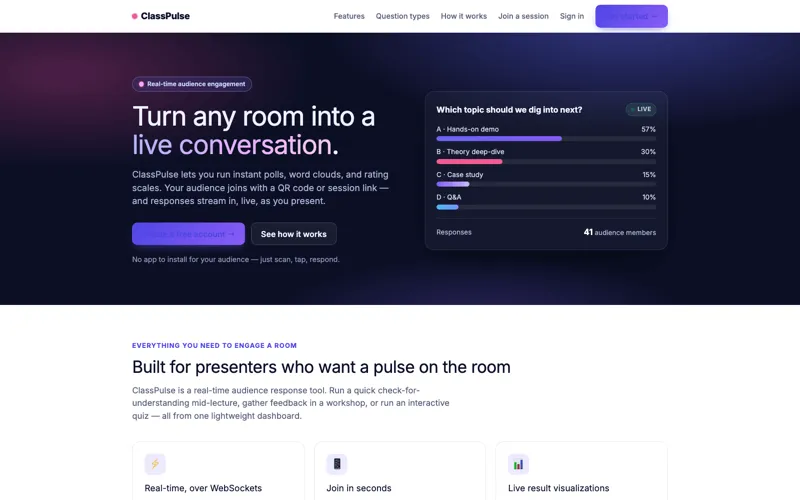 ClassPulse
Features Question types How it works Join a session Sign in Get started →
Real-time audience engagement
Turn any room into a
live conversation.
ClassPulse lets you run instant polls, word clouds, and rating
scales. Your audience joins with a QR code or session link —
and responses stream in, live, as you present.
a free account →
See how it works
No app to install for your audience — just scan, tap, respond.
Which topic should we dig into next?
LIVE
A · Hands-on demo 57%
B · Theory deep-dive 30%
C · Case study 15%
D · Q&A 10%
Responses 41 audience members
EVERYTHING YOU NEED TO ENGAGE A ROOM
Built for presenters who want a pulse on the room
ClassPulse is a real-time audience response tool. Run a quick check-for-
understanding mid-lecture, gather feedback in a workshop, or run an interactive
quiz — all from one lightweight dashboard.
Real-time, over WebSockets
Join in seconds
Live result visualizations